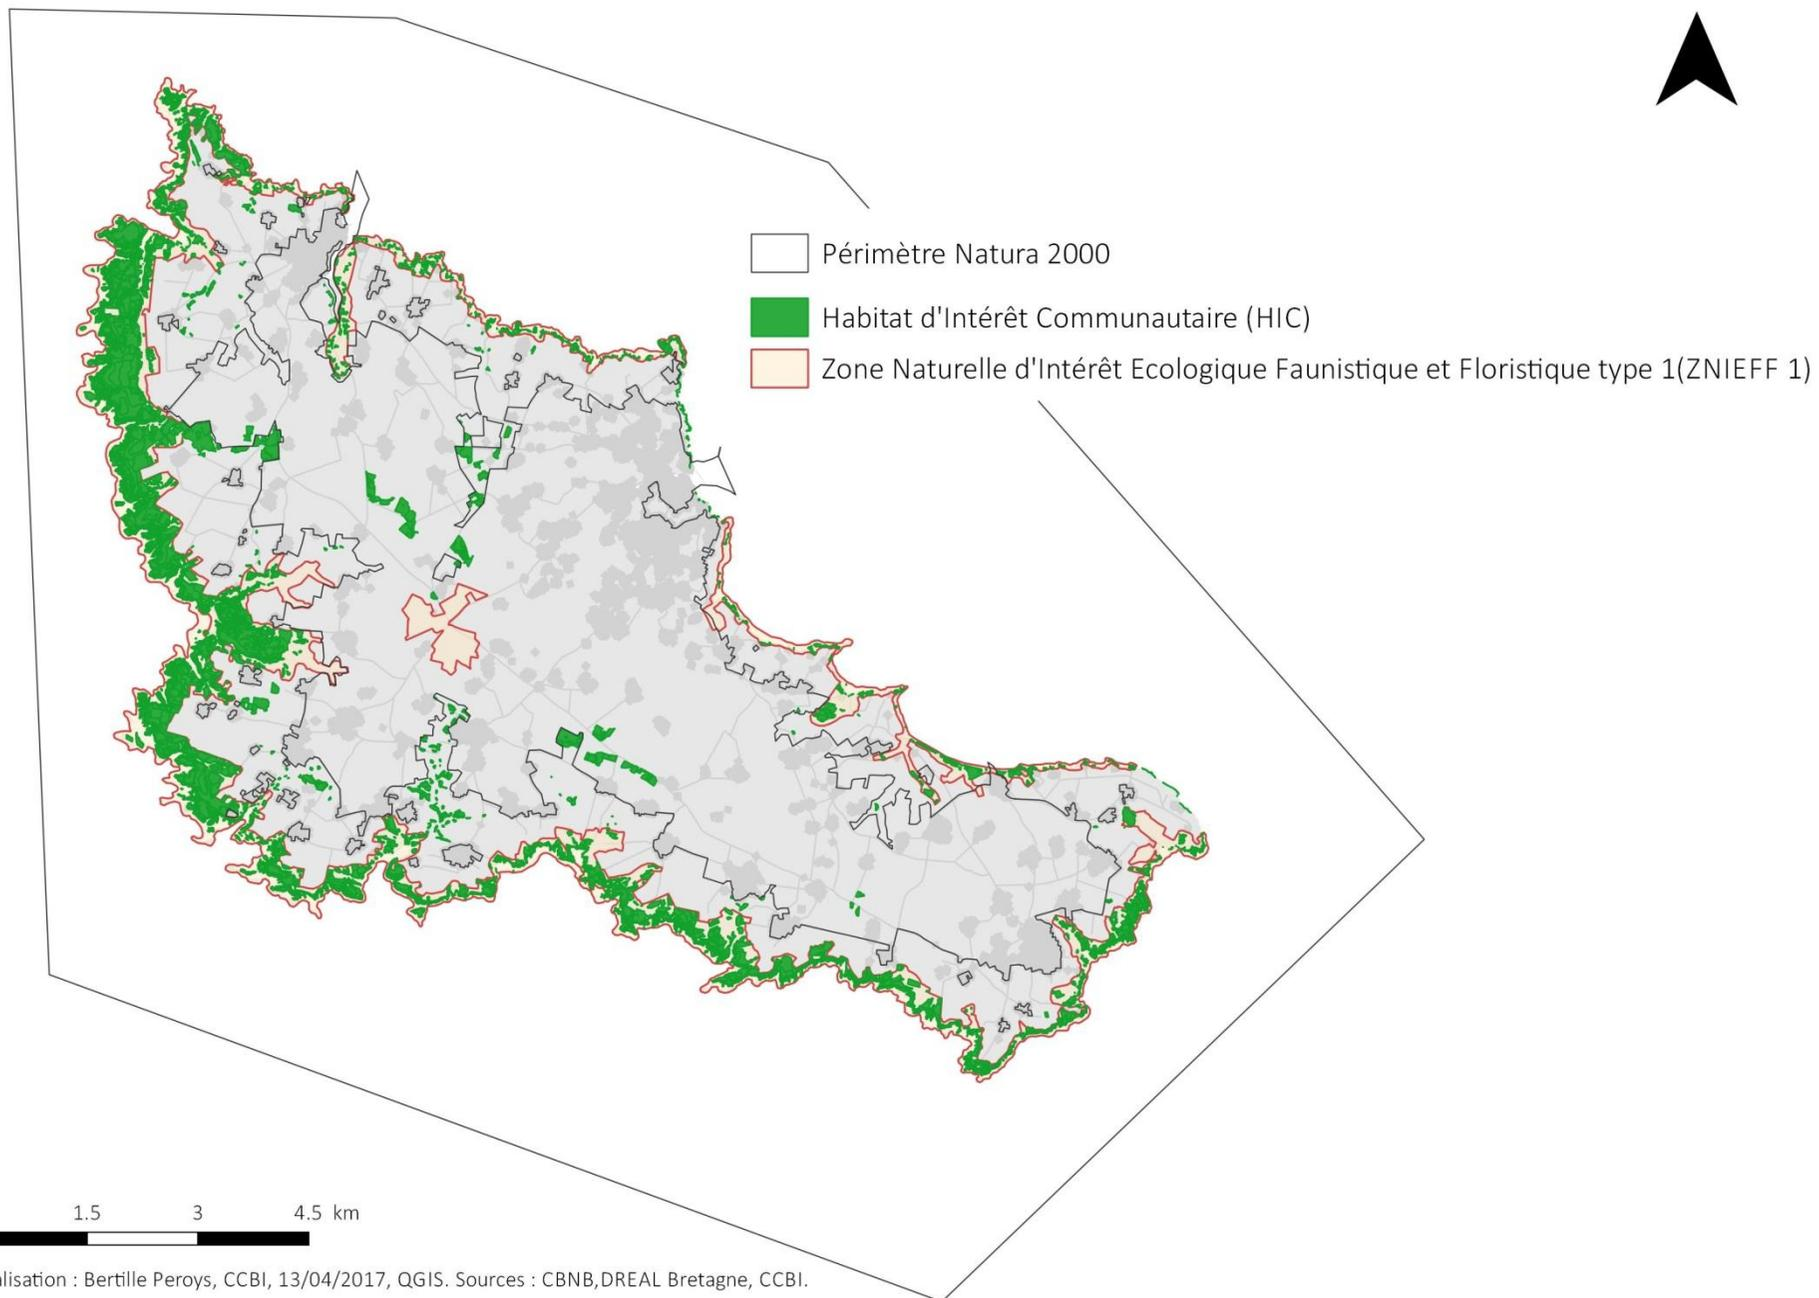 Périmètre Natura 2000
Habitat d'Intérêt Communautaire (HIC)
Zone Naturelle d'Intérêt Ecologique Faunistique et Floristique type 1(ZNIEFF 1)
1.5 3 4.5 km
alisation : Bertille Peroys, CCBI, 13/04/2017, QGIS. Sources : CBNB,DREAL Bretagne, CCBI.